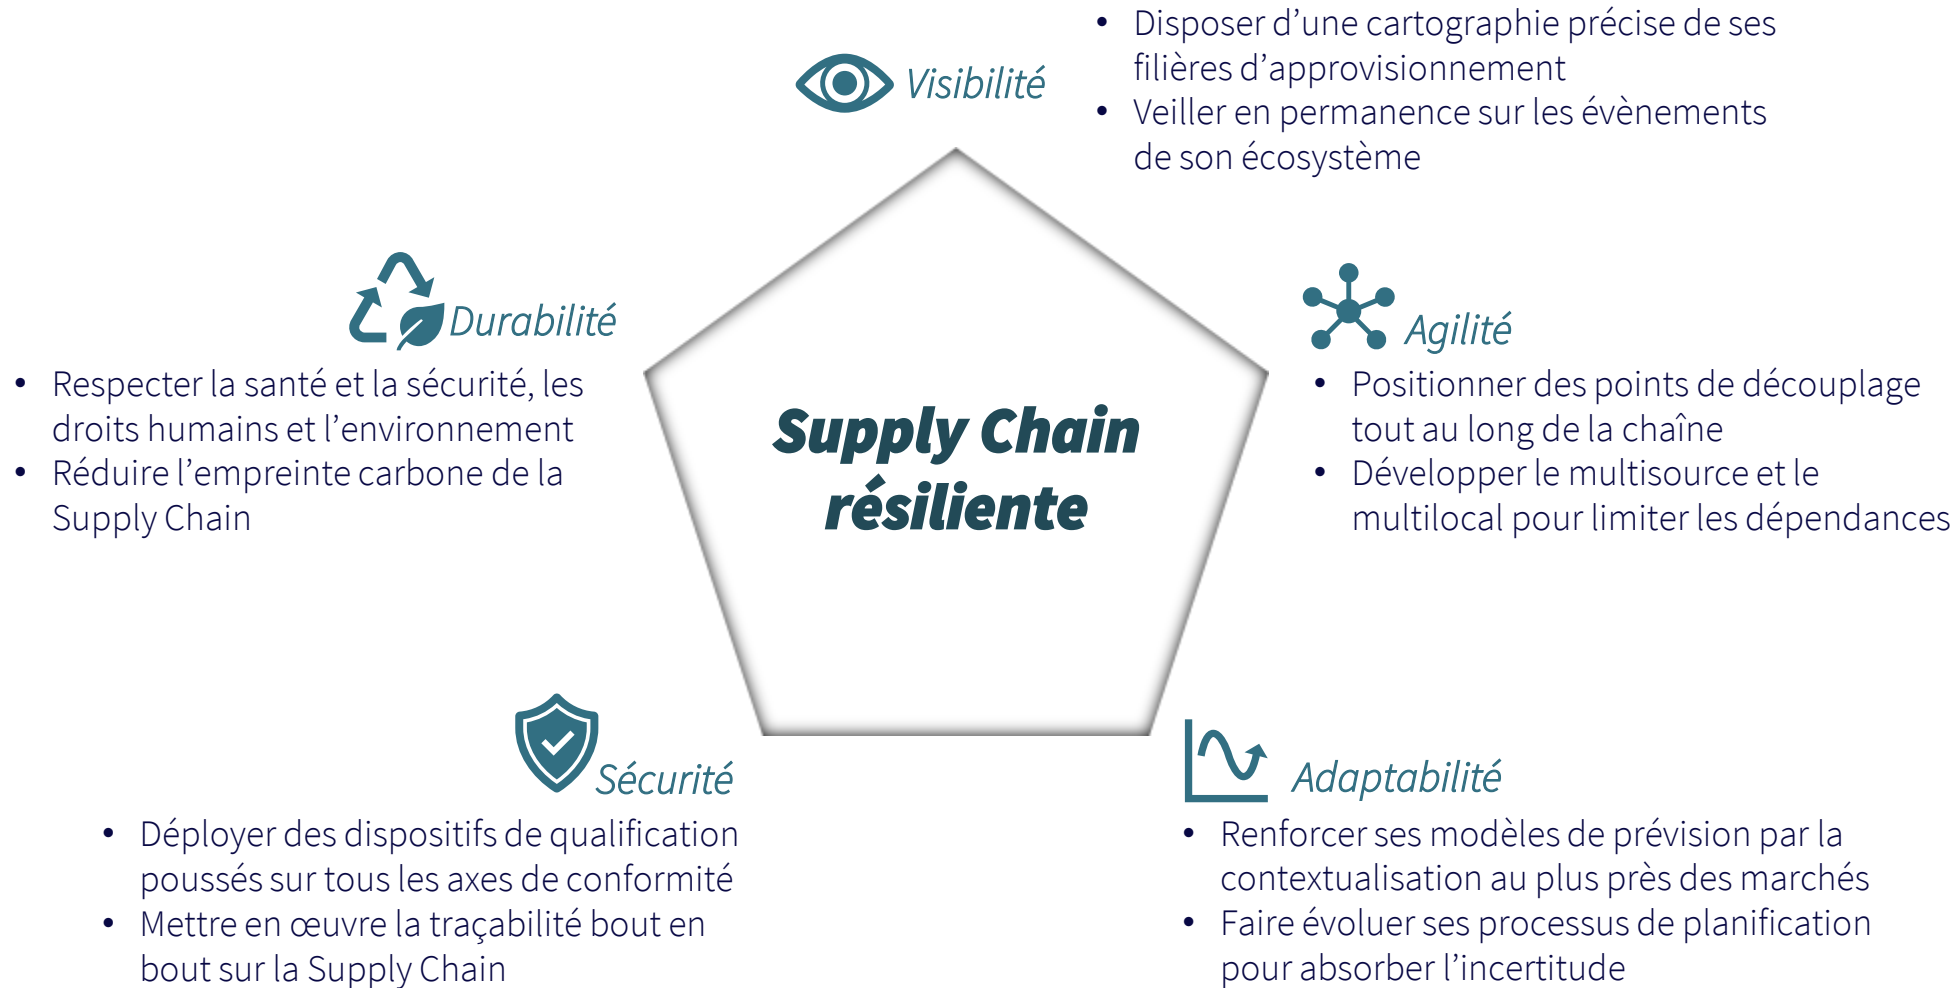 Visibilité
• Disposer d’une cartographie précise de ses
filières d’approvisionnement
• Veiller en permanence sur les évènements
de son écosystème
Durabilité
• Respecter la santé et la sécurité, les
droits humains et l’environnement
• Réduire l’empreinte carbone de la
Supply Chain
Supply Chain
résiliente
Agilité
• Positionner des points de découplage
tout au long de la chaîne
• Développer le multisource et le
multilocal pour limiter les dépendances
Sécurité
• Déployer des dispositifs de qualification
poussés sur tous les axes de conformité
• Mettre en œuvre la traçabilité bout en
bout sur la Supply Chain
Adaptabilité
• Renforcer ses modèles de prévision par la
contextualisation au plus près des marchés
• Faire évoluer ses processus de planification
pour absorber l’incertitude